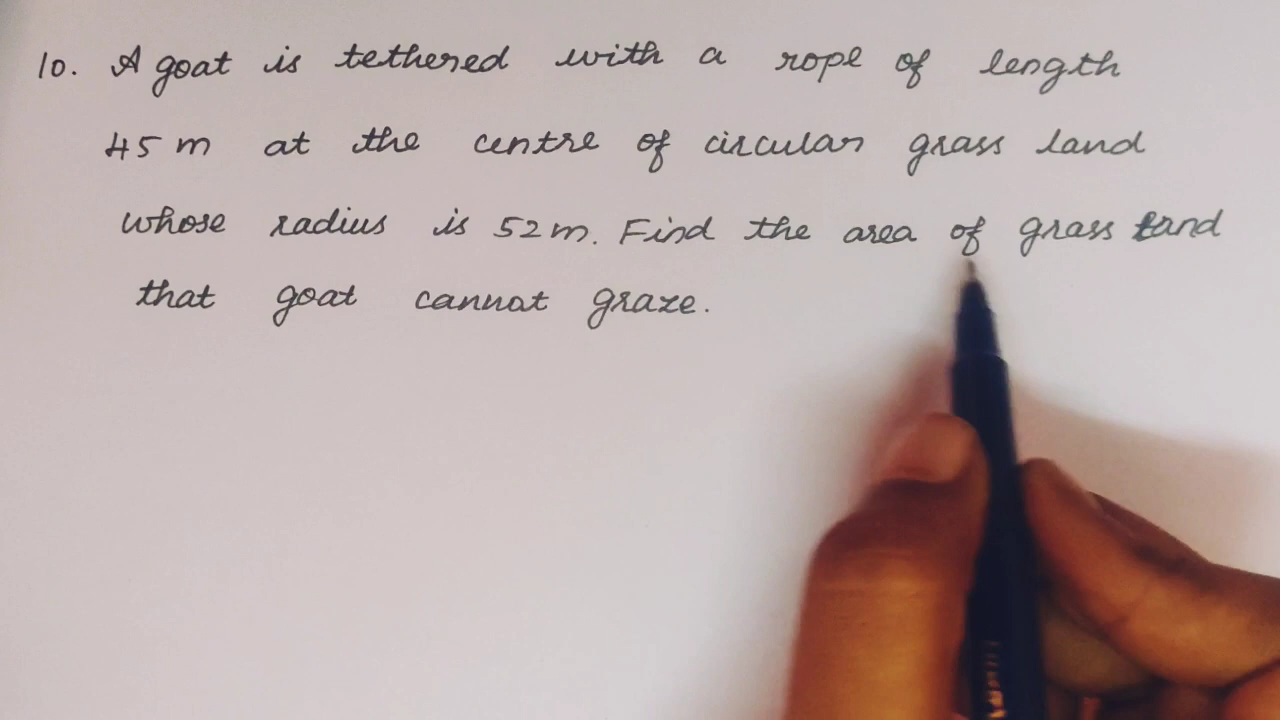 10. A goat is tethered with a rope of length
45 m at the centre of circular grass land
whose radius is 52m. Find the area of grass land
that goat cannot graze.